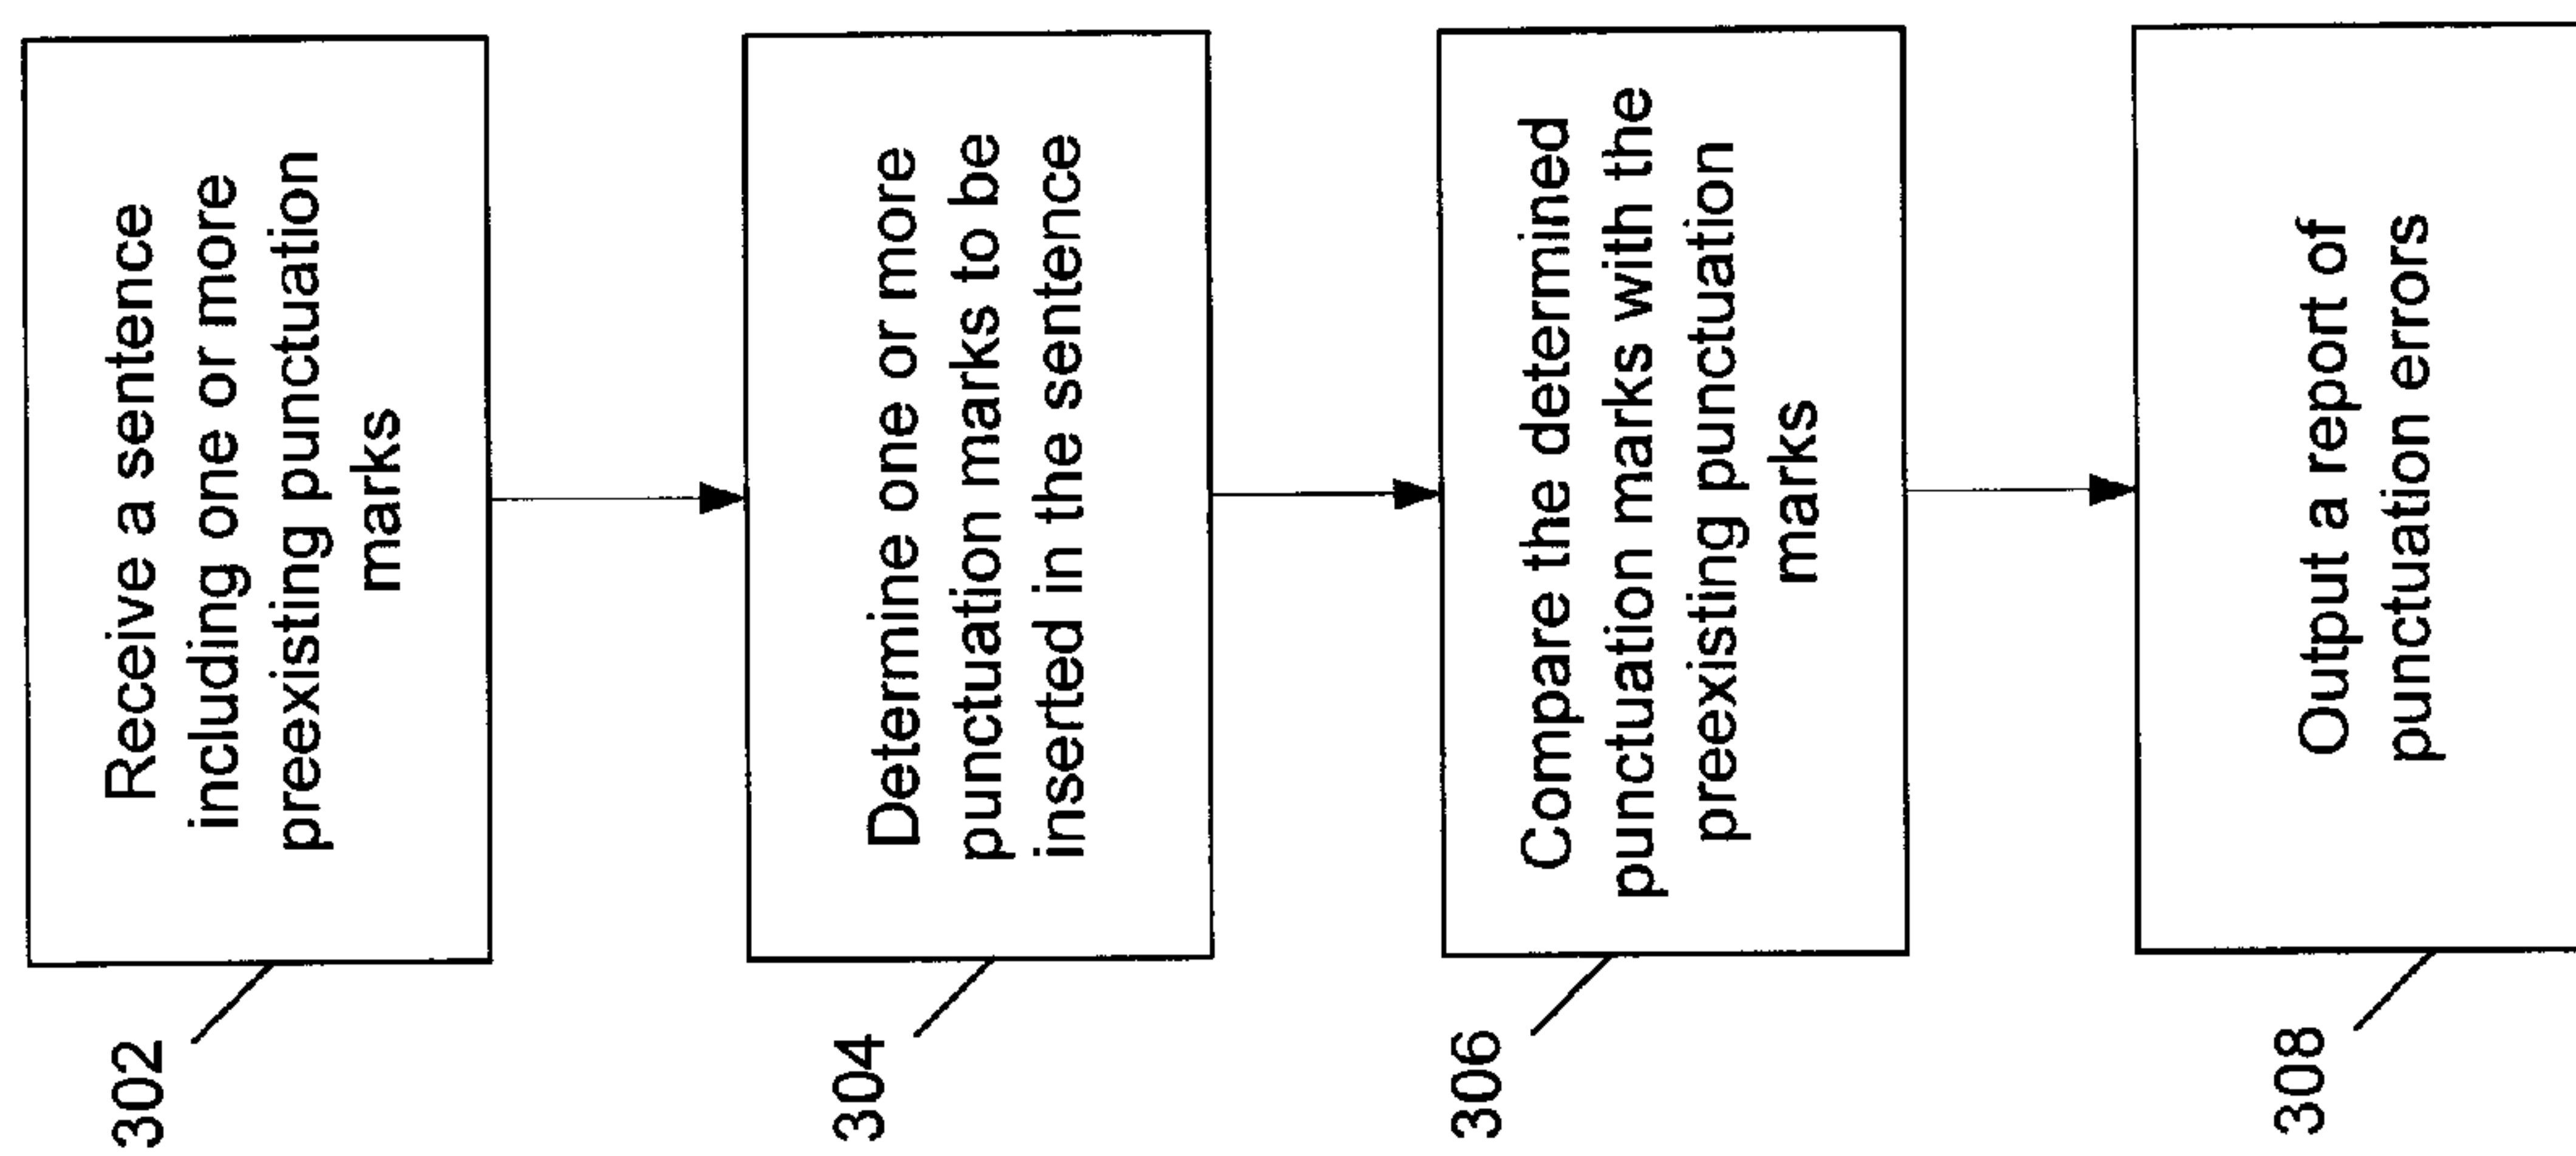 302
Receive a sentence
including one or more
preexisting punctuation
marks
304
Determine one or more
punctuation marks to be
inserted in the sentence
306
Compare the determined
punctuation marks with the
preexisting punctuation
marks
308
Output a report of
punctuation errors